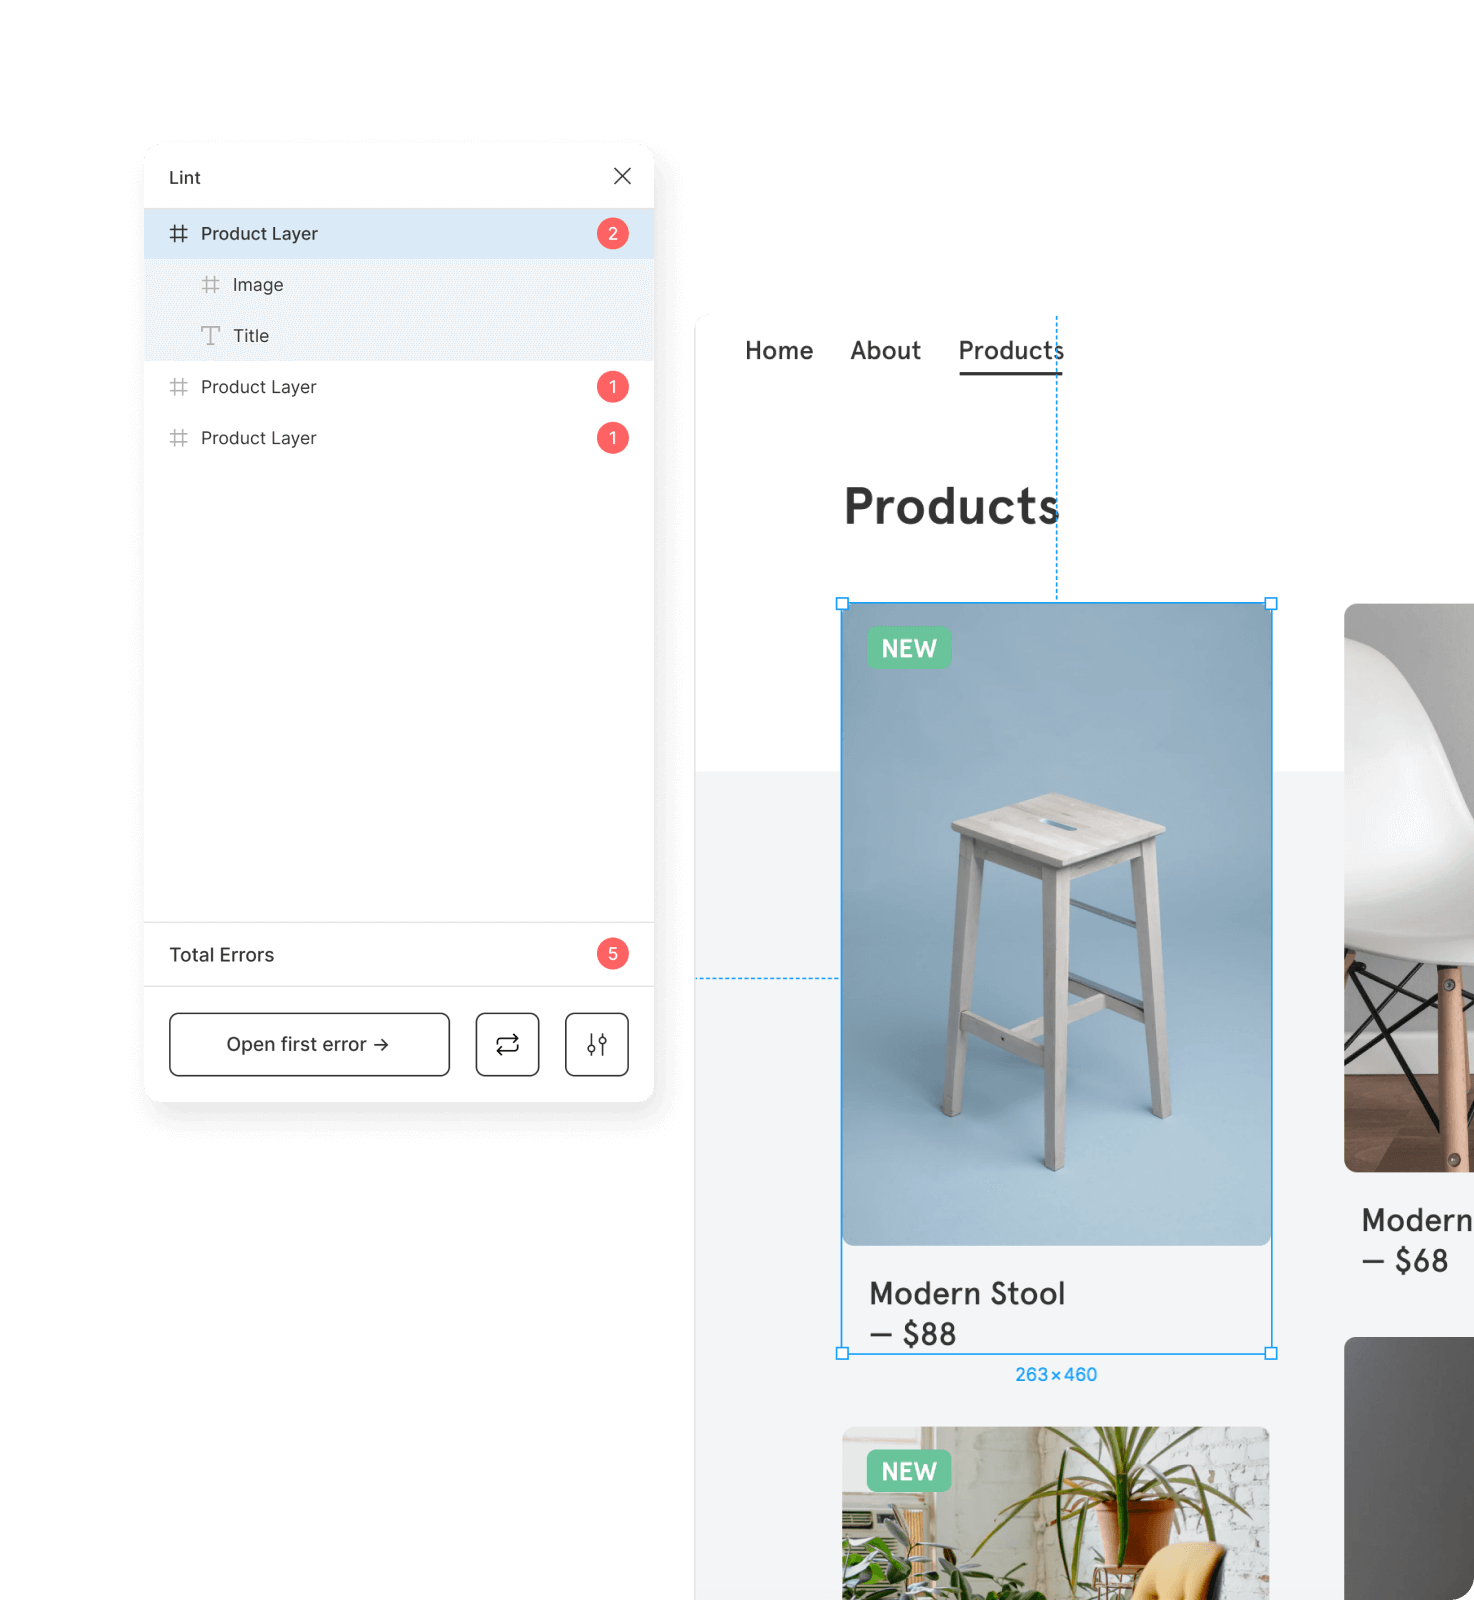 Lint
Product Layer 2
Image
Title
Product Layer 1
Product Layer 1
Total Errors 5
Open first error →
Home About Products
Products
NEW
Modern Stool
— $88
263×460
Modern
— $68
NEW